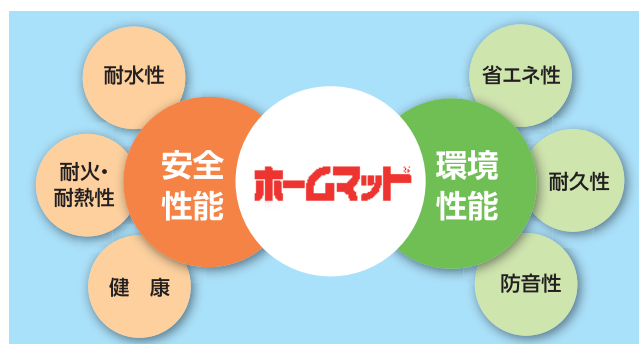 耐水性
耐火・
耐熱性
健　康
安全
性能
ホームマット®
環境
性能
省エネ性
耐久性
防音性